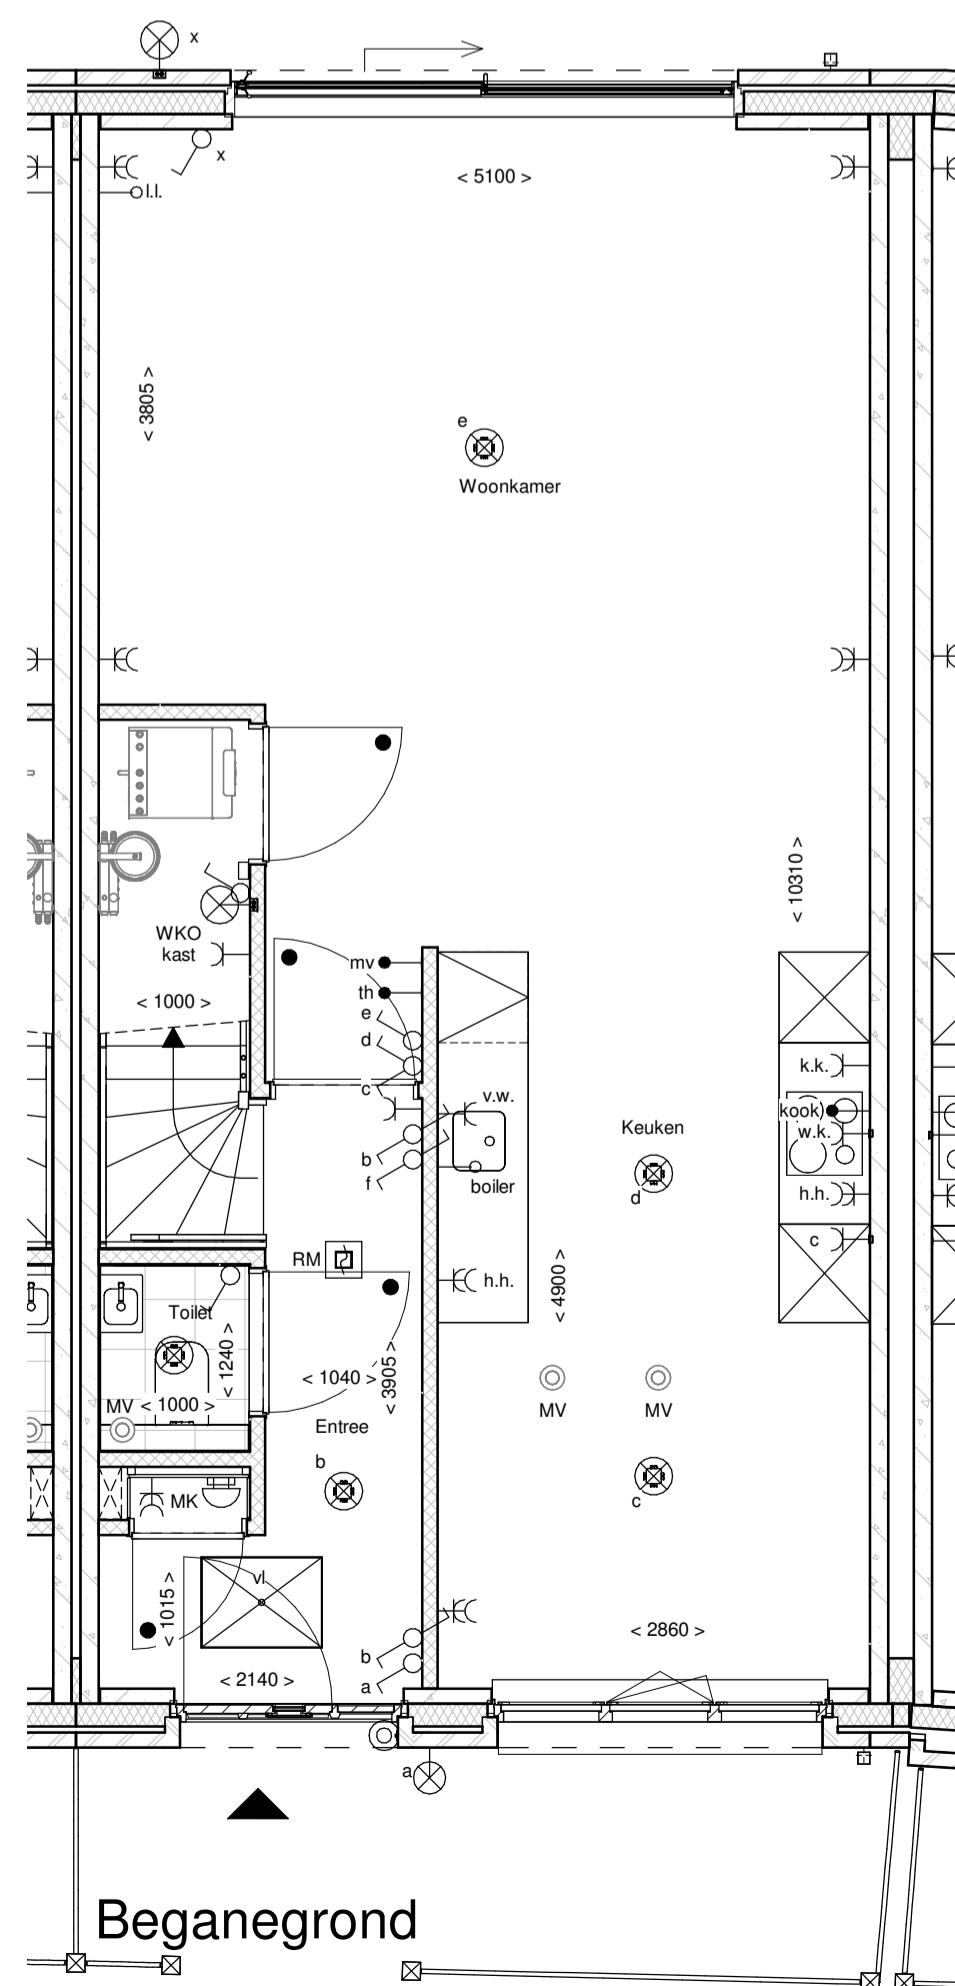 x
x
< 5100 >
l.l.
< 3805 >
e
Woonkamer
< 10310 >
WKO
kast
< 1000 >
mv
th
e
d
c
v.w.
b
f
boiler
Keuken
d
k.k.
kook
w.k.
h.h.
c
RM
h.h.
< 4900 >
Toilet
< 1240 >
< 1040 >
< 3905 >
MV < 1000 >
MV
MV
Entree
b
c
MK
vl
< 1015 >
< 2140 >
b
a
< 2860 >
a
Beganegrond